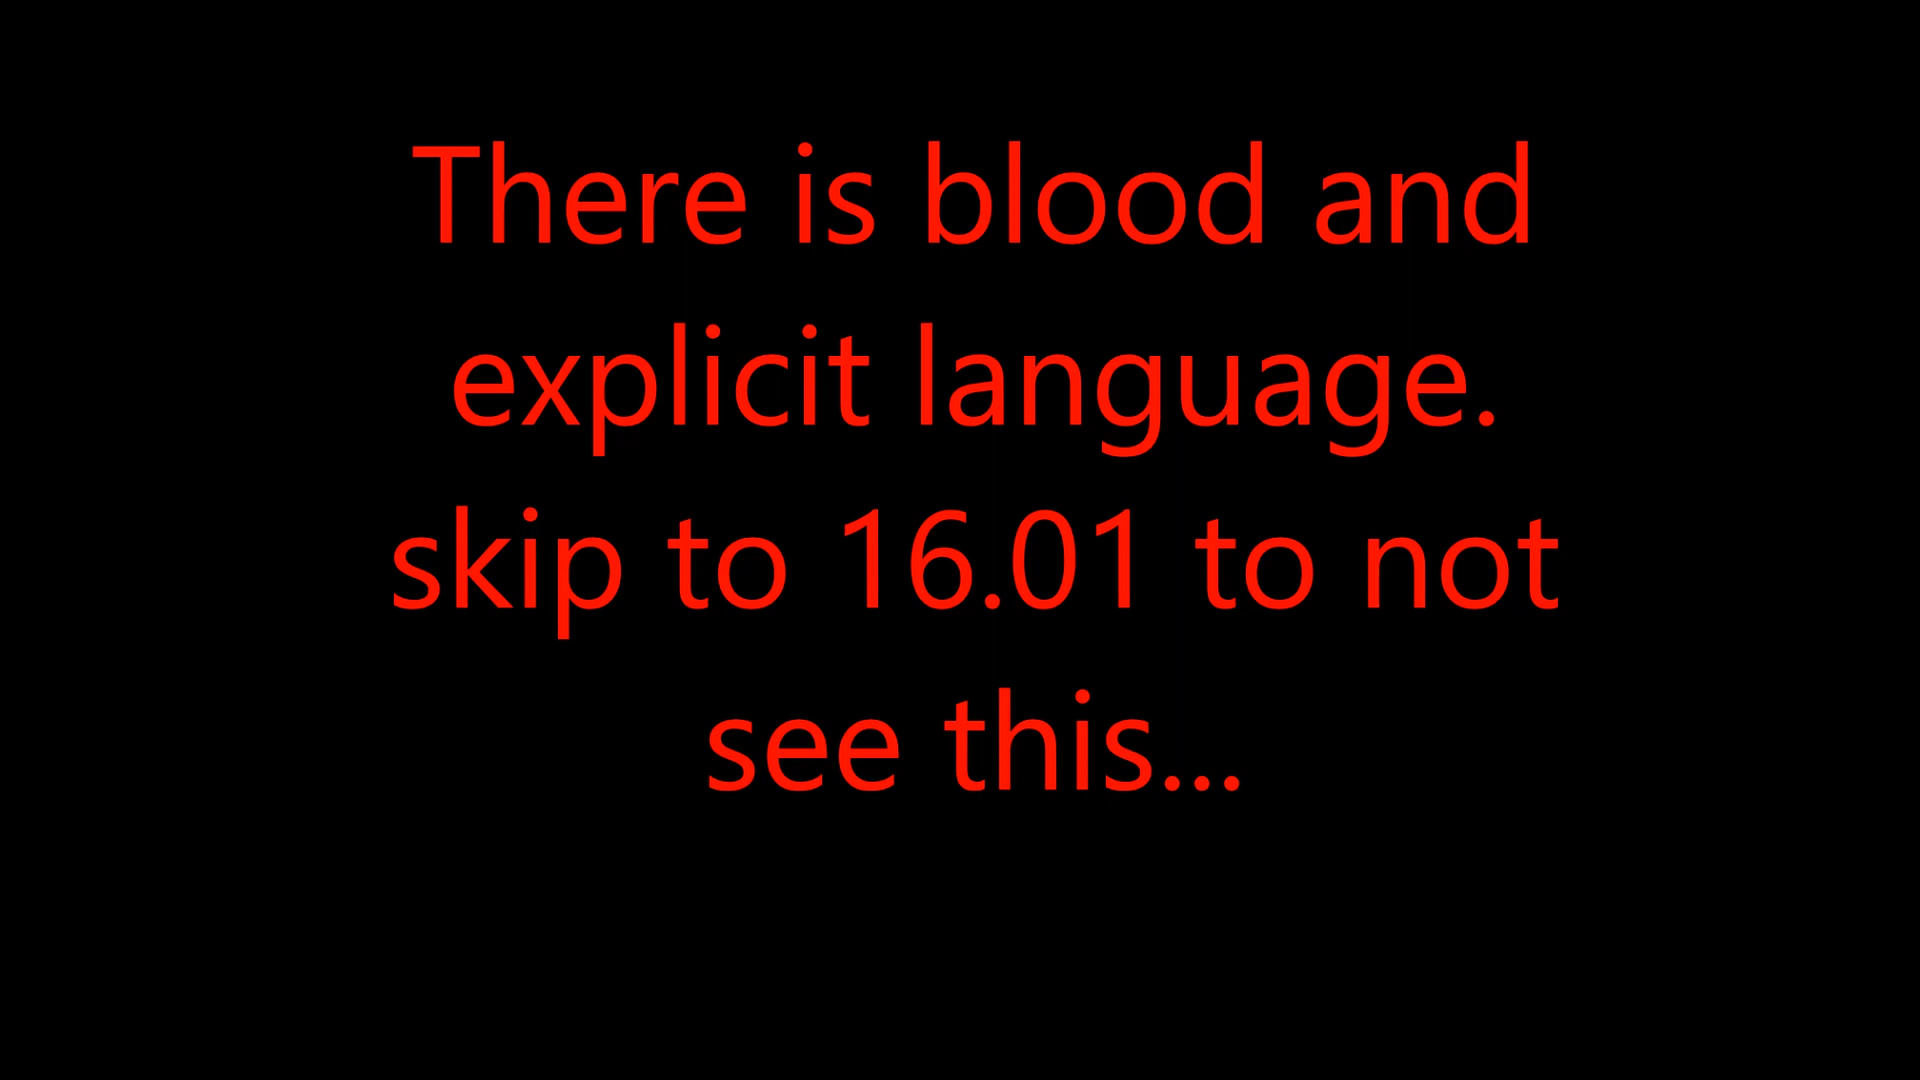 There is blood and
explicit language.
skip to 16.01 to not
see this...